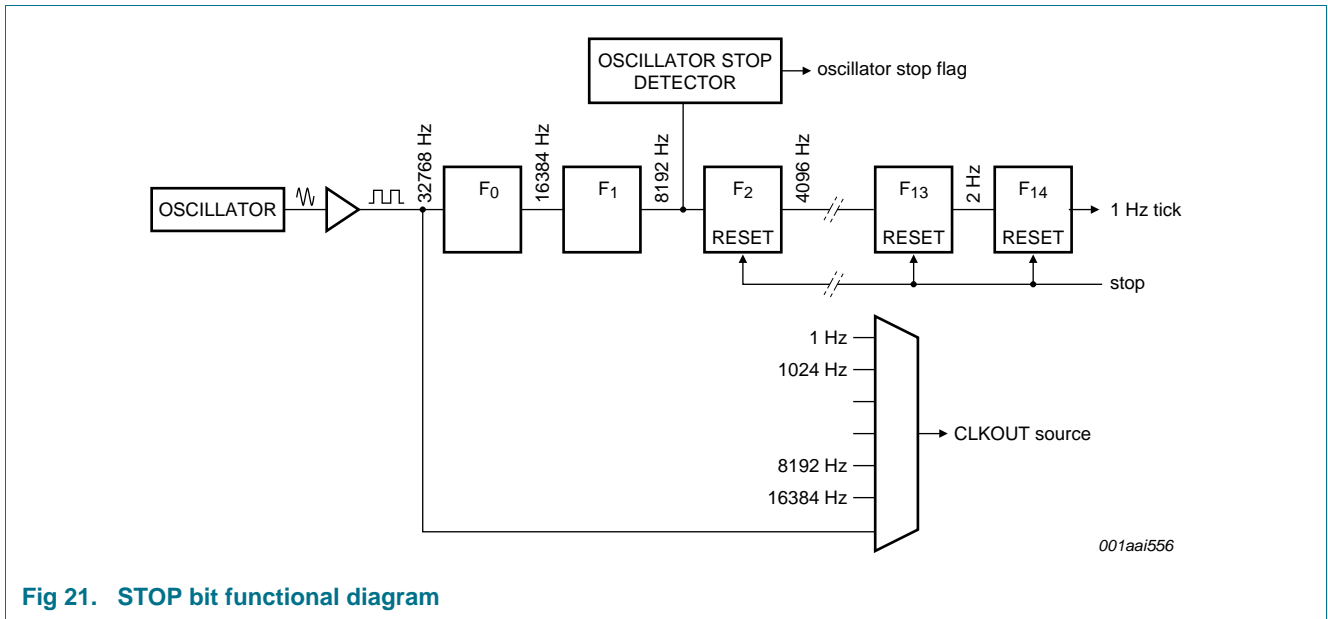 OSCILLATOR STOP
DETECTOR
oscillator stop flag
32768 Hz
16384 Hz
8192 Hz
4096 Hz
2 Hz
OSCILLATOR
F0
F1
F2
RESET
F13
RESET
F14
RESET
1 Hz tick
stop
1 Hz
1024 Hz
CLKOUT source
8192 Hz
16384 Hz
001aai556
Fig 21. STOP bit functional diagram